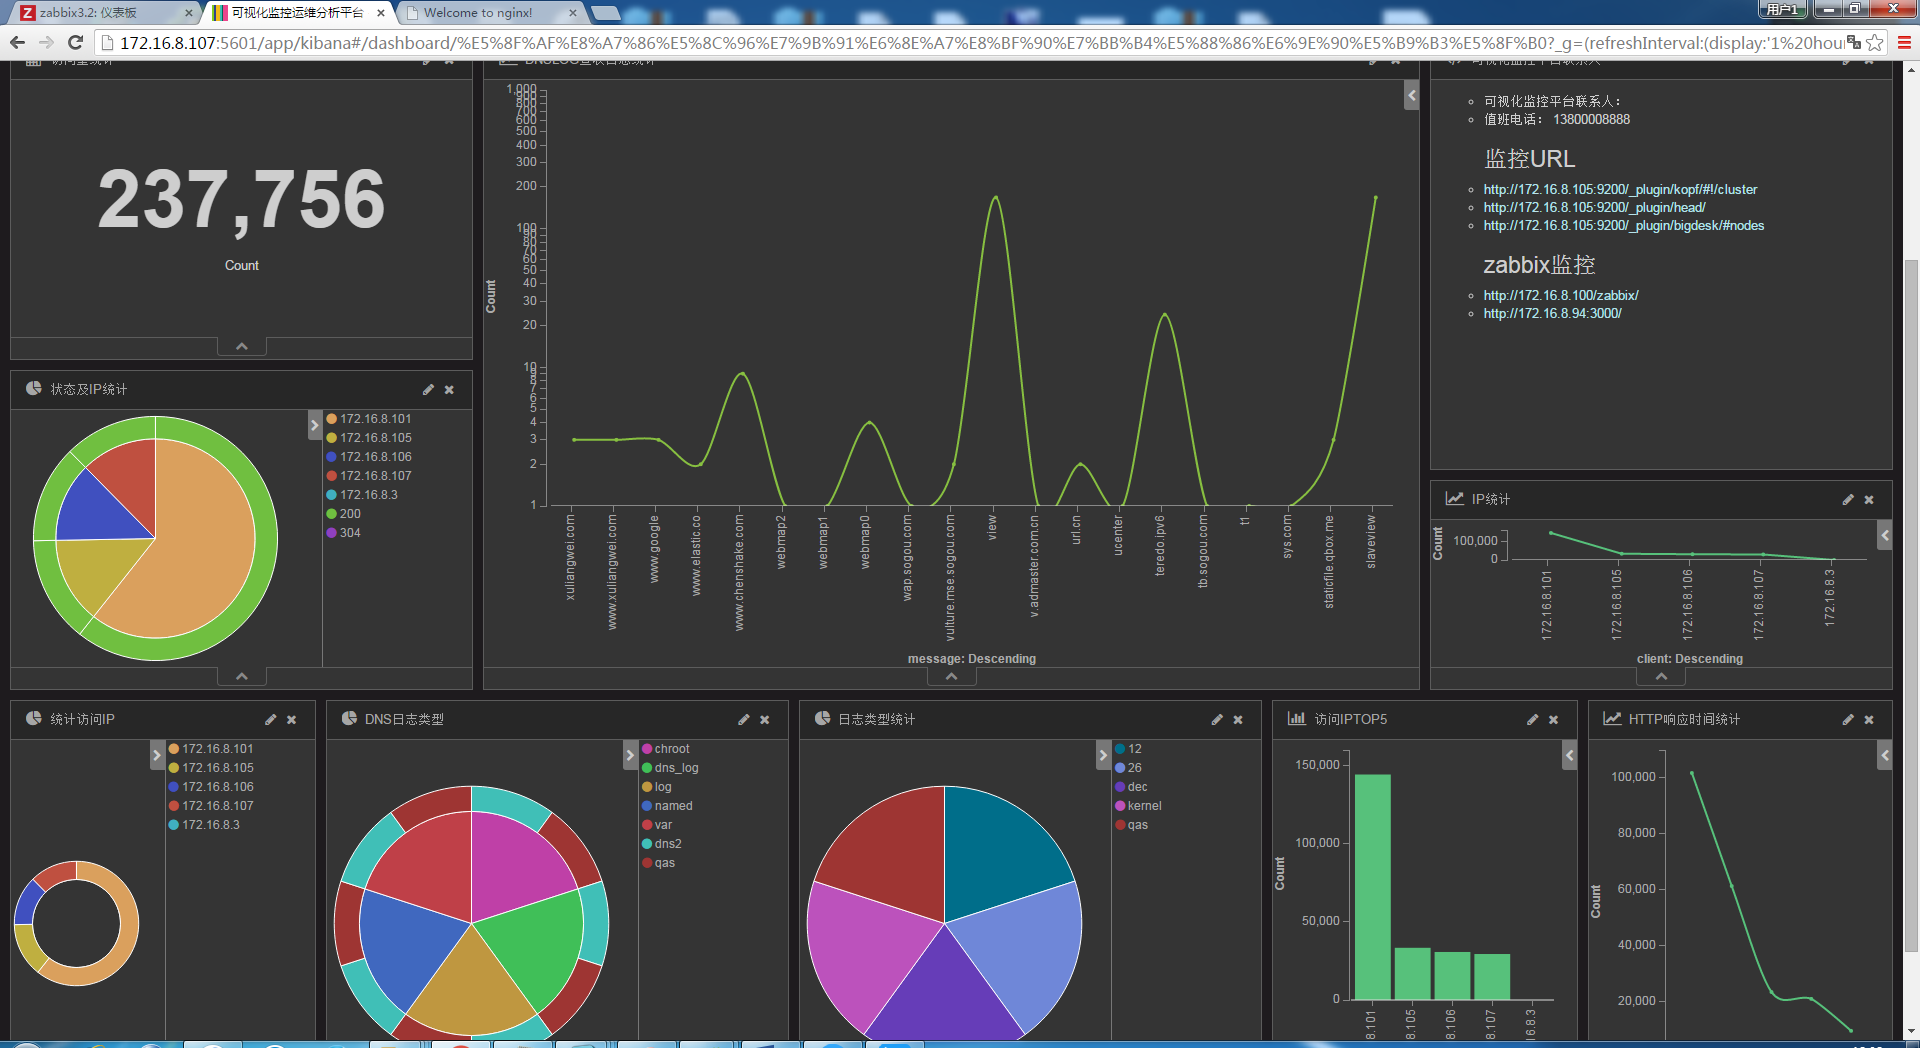 zabbix3.2: 仪表板
可视化监控运维分析平台
Welcome to nginx!
用户1
172.16.8.107:5601/app/kibana#/dashboard/%E5%8F%AF%E8%A7%86%E5%8C%96%E7%9B%91%E6%8E%A7%E8%BF%90%E7%BB%B4%E5%88%86%E6%9E%90%E5%B9%B3%E5%8F%B0?_g=(refreshInterval:(display:'1%20hour
237,756
Count
1,000
900
800
700
600
500
400
300
200
100
90
80
70
60
50
40
30
20
10
9
8
7
6
5
4
3
2
1
Count
xuliangwei.com
www.xuliangwei.com
www.google
www.elastic.co
www.chenshake.com
webmap2
webmap1
webmap0
wap.sogou.com
vulture.mse.sogou.com
view
v.admaster.com.cn
url.cn
ucenter
teredo.ipv6
tb.sogou.com
t1
sys.com
staticfile.qbox.me
slaveview
message: Descending
可视化监控平台联系人:
值班电话: 13800008888
监控URL
http://172.16.8.105:9200/_plugin/kopf/#!/cluster
http://172.16.8.105:9200/_plugin/head/
http://172.16.8.105:9200/_plugin/bigdesk/#nodes
zabbix监控
http://172.16.8.100/zabbix/
http://172.16.8.94:3000/
状态及IP统计
172.16.8.101
172.16.8.105
172.16.8.106
172.16.8.107
172.16.8.3
200
304
IP统计
Count
100,000
0
172.16.8.101
172.16.8.105
172.16.8.106
172.16.8.107
172.16.8.3
client: Descending
统计访问IP
172.16.8.101
172.16.8.105
172.16.8.106
172.16.8.107
172.16.8.3
DNS日志类型
chroot
dns_log
log
named
var
dns2
qas
日志类型统计
12
26
dec
kernel
qas
访问IPTOP5
150,000
100,000
50,000
0
Count
8.101
8.105
8.106
8.107
16.8.3
HTTP响应时间统计
100,000
80,000
60,000
40,000
20,000
Count